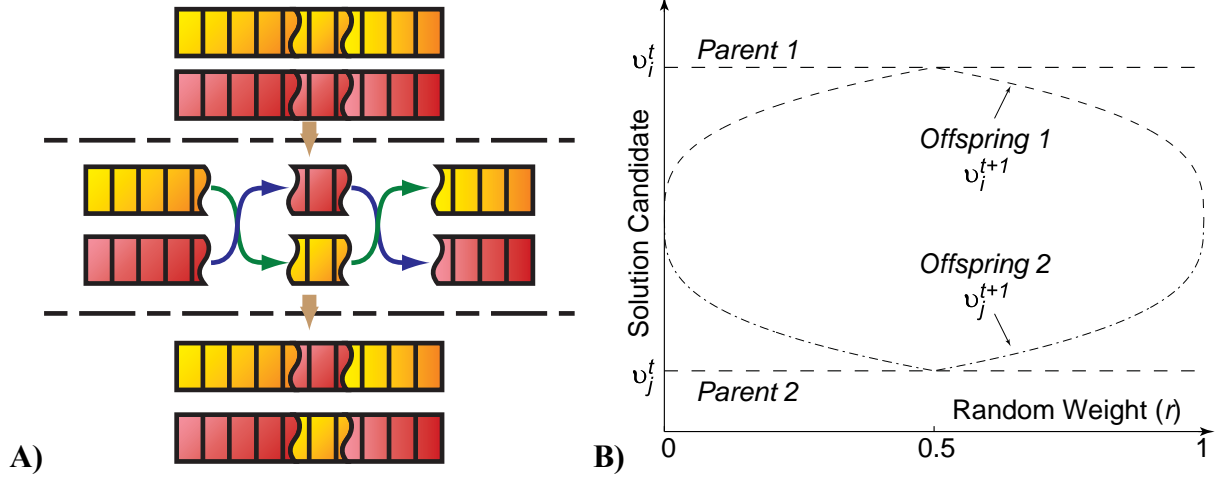 A)
B)
Solution Candidate
υ_i^t
Parent 1
Offspring 1
υ_i^{t+1}
Offspring 2
υ_j^{t+1}
υ_j^t
Parent 2
Random Weight (r)
0
0.5
1